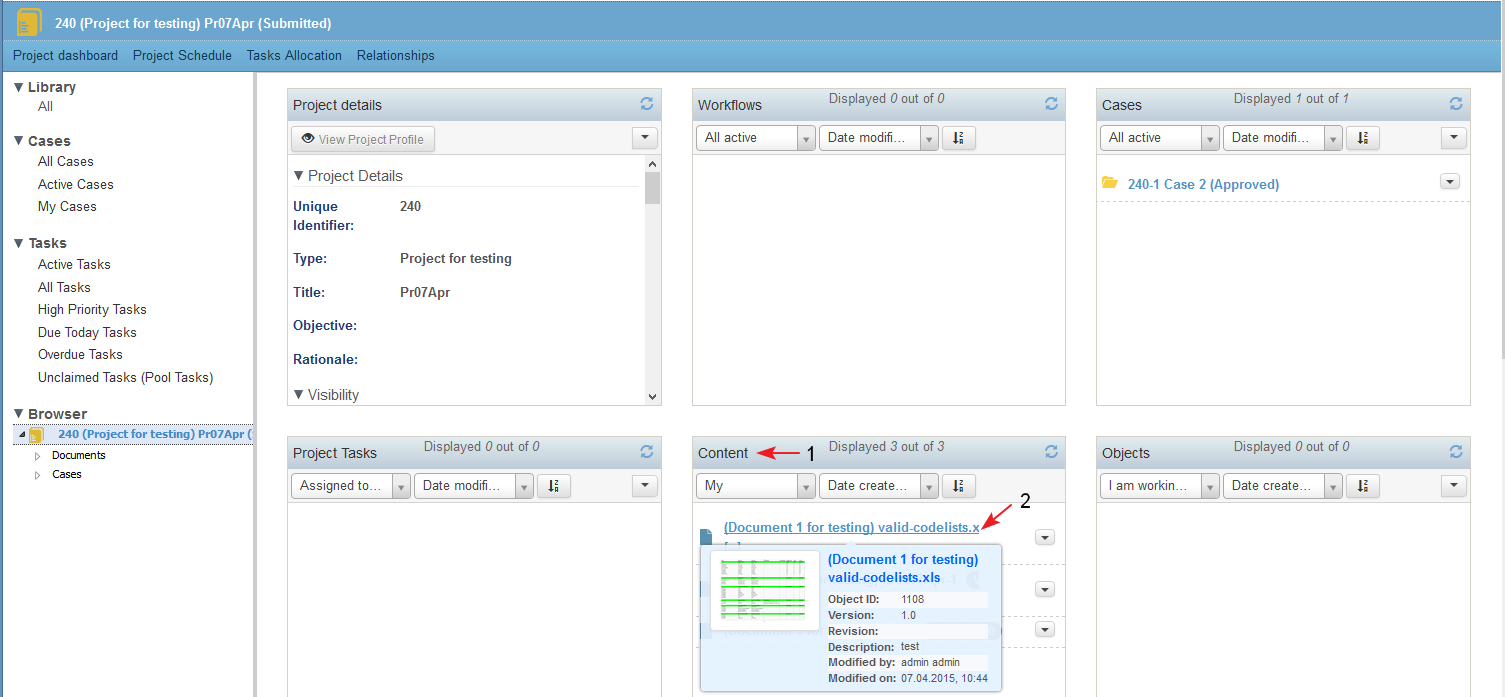 240 (Project for testing) Pr07Apr (Submitted)
Project dashboard Project Schedule Tasks Allocation Relationships
Library
All
Cases
All Cases
Active Cases
My Cases
Tasks
Active Tasks
All Tasks
High Priority Tasks
Due Today Tasks
Overdue Tasks
Unclaimed Tasks (Pool Tasks)
Browser
240 (Project for testing) Pr07Apr (
Documents
Cases
Project details
View Project Profile
Project Details
Unique 240
Identifier:
Type: Project for testing
Title: Pr07Apr
Objective:
Rationale:
Visibility
Workflows Displayed 0 out of 0
All active Date modifi...
Cases Displayed 1 out of 1
All active Date modifi...
240-1 Case 2 (Approved)
Project Tasks Displayed 0 out of 0
Assigned to... Date modifi...
Content 1 Displayed 3 out of 3
My Date create...
2
(Document 1 for testing) valid-codelists.x
(Document 1 for testing)
valid-codelists.xls
Object ID: 1108
Version: 1.0
Revision:
Description: test
Modified by: admin admin
Modified on: 07.04.2015, 10:44
Objects Displayed 0 out of 0
I am workin... Date create...